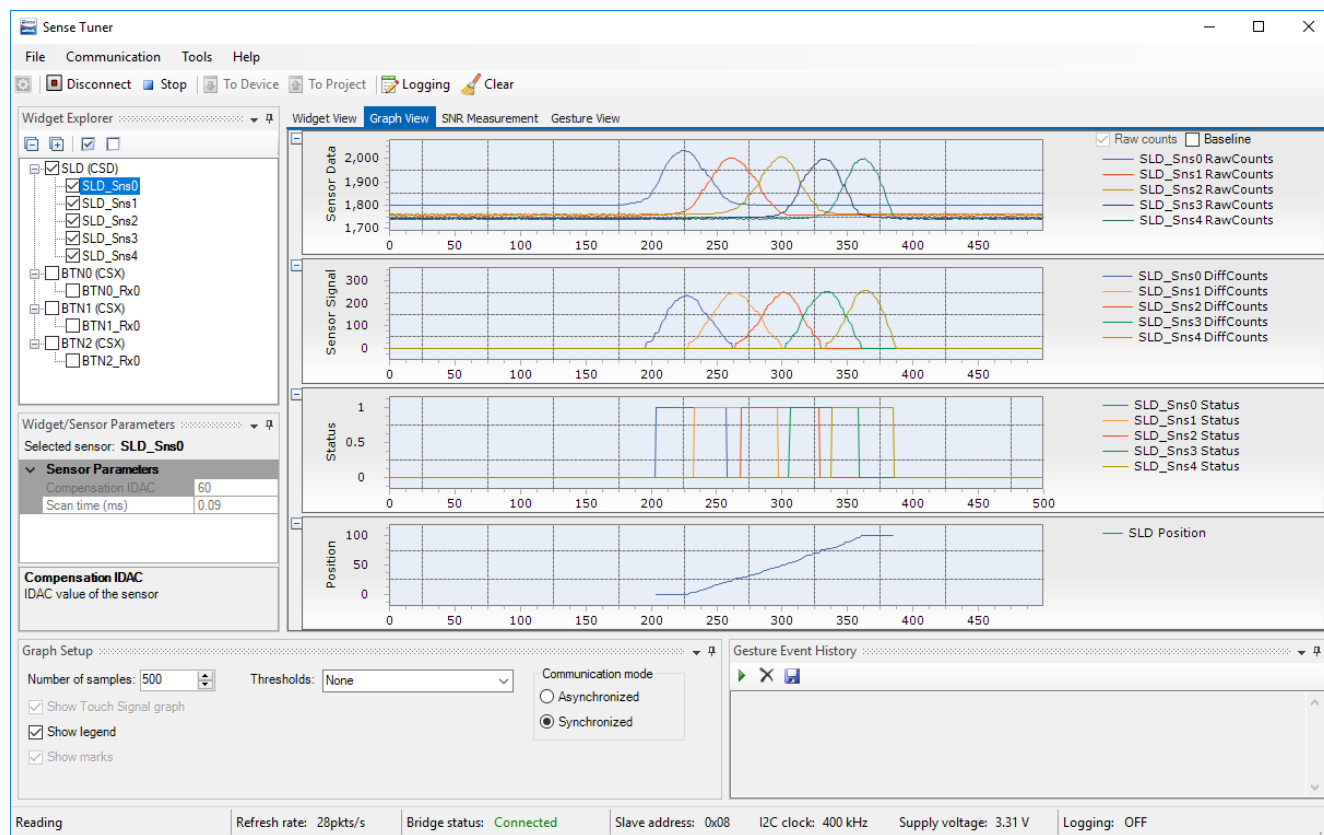 Sense Tuner
File Communication Tools Help
Disconnect Stop To Device To Project Logging Clear
Widget Explorer
SLD (CSD)
SLD_Sns0
SLD_Sns1
SLD_Sns2
SLD_Sns3
SLD_Sns4
BTN0 (CSX)
BTN0_Rx0
BTN1 (CSX)
BTN1_Rx0
BTN2 (CSX)
BTN2_Rx0
Widget/Sensor Parameters
Selected sensor: SLD_Sns0
Sensor Parameters
Compensation IDAC 60
Scan time (ms) 0.09
Compensation IDAC
IDAC value of the sensor
Widget View Graph View SNR Measurement Gesture View
Sensor Data
2,000
1,900
1,800
1,700
0 50 100 150 200 250 300 350 400 450
Raw counts Baseline
SLD_Sns0 RawCounts
SLD_Sns1 RawCounts
SLD_Sns2 RawCounts
SLD_Sns3 RawCounts
SLD_Sns4 RawCounts
Sensor Signal
300
200
100
0
0 50 100 150 200 250 300 350 400 450
SLD_Sns0 DiffCounts
SLD_Sns1 DiffCounts
SLD_Sns2 DiffCounts
SLD_Sns3 DiffCounts
SLD_Sns4 DiffCounts
Status
1
0.5
0
0 50 100 150 200 250 300 350 400 450 500
SLD_Sns0 Status
SLD_Sns1 Status
SLD_Sns2 Status
SLD_Sns3 Status
SLD_Sns4 Status
Position
100
50
0
0 50 100 150 200 250 300 350 400 450
SLD Position
Graph Setup
Number of samples: 500 Thresholds: None
Show Touch Signal graph
Show legend
Show marks
Communication mode
Asynchronized
Synchronized
Gesture Event History
Reading Refresh rate: 28pkts/s Bridge status: Connected Slave address: 0x08 I2C clock: 400 kHz Supply voltage: 3.31 V Logging: OFF